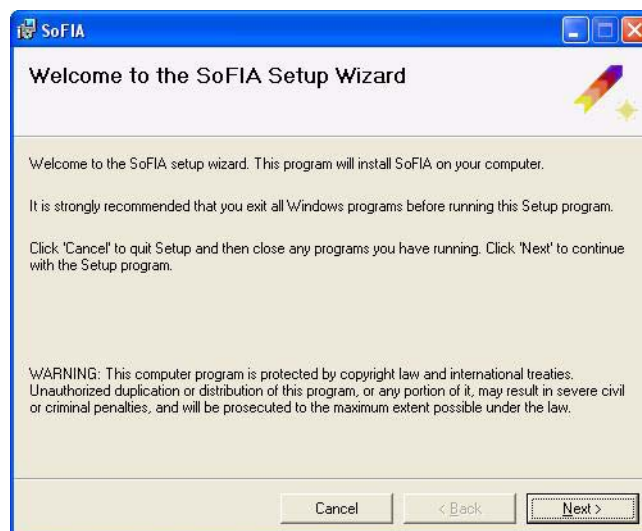 SoFIA
Welcome to the SoFIA Setup Wizard
Welcome to the SoFIA setup wizard. This program will install SoFIA on your computer.
It is strongly recommended that you exit all Windows programs before running this Setup program.
Click 'Cancel' to quit Setup and then close any programs you have running. Click 'Next' to continue
with the Setup program.
WARNING: This computer program is protected by copyright law and international treaties.
Unauthorized duplication or distribution of this program, or any portion of it, may result in severe civil
or criminal penalties, and will be prosecuted to the maximum extent possible under the law.
Cancel < Back Next >